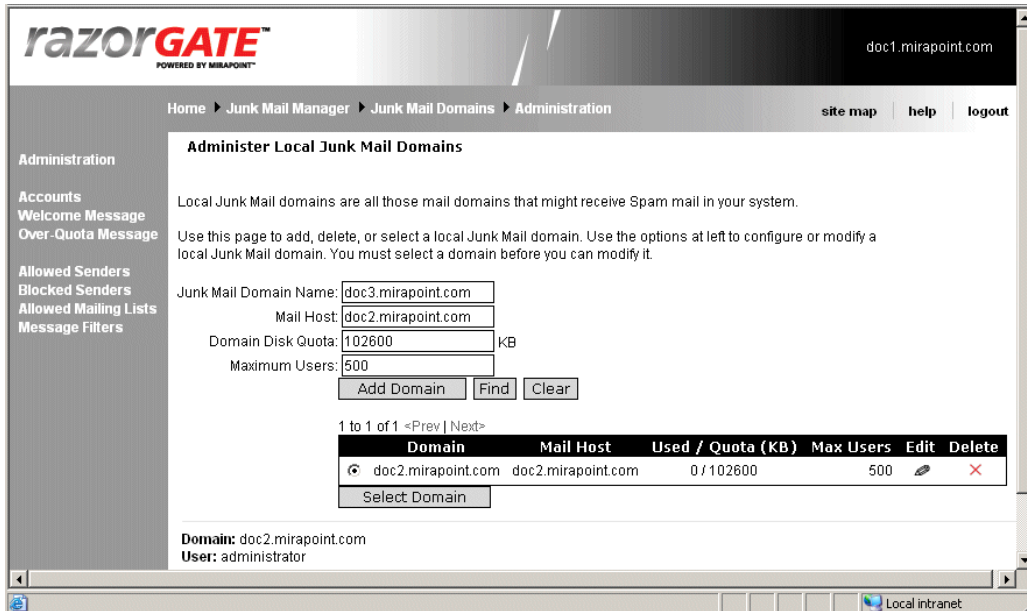 razorGATE™
POWERED BY MIRAPOINT™
doc1.mirapoint.com
Home Junk Mail Manager Junk Mail Domains Administration
site map | help | logout
Administration
Accounts
Welcome Message
Over-Quota Message
Allowed Senders
Blocked Senders
Allowed Mailing Lists
Message Filters
Administer Local Junk Mail Domains
Local Junk Mail domains are all those mail domains that might receive Spam mail in your system.
Use this page to add, delete, or select a local Junk Mail domain. Use the options at left to configure or modify a
local Junk Mail domain. You must select a domain before you can modify it.
Junk Mail Domain Name: doc3.mirapoint.com
Mail Host: doc2.mirapoint.com
Domain Disk Quota: 102600 KB
Maximum Users: 500
Add Domain Find Clear
1 to 1 of 1 <Prev | Next>
Domain Mail Host Used / Quota (KB) Max Users Edit Delete
doc2.mirapoint.com doc2.mirapoint.com 0 / 102600 500
Select Domain
Domain: doc2.mirapoint.com
User: administrator
Local intranet